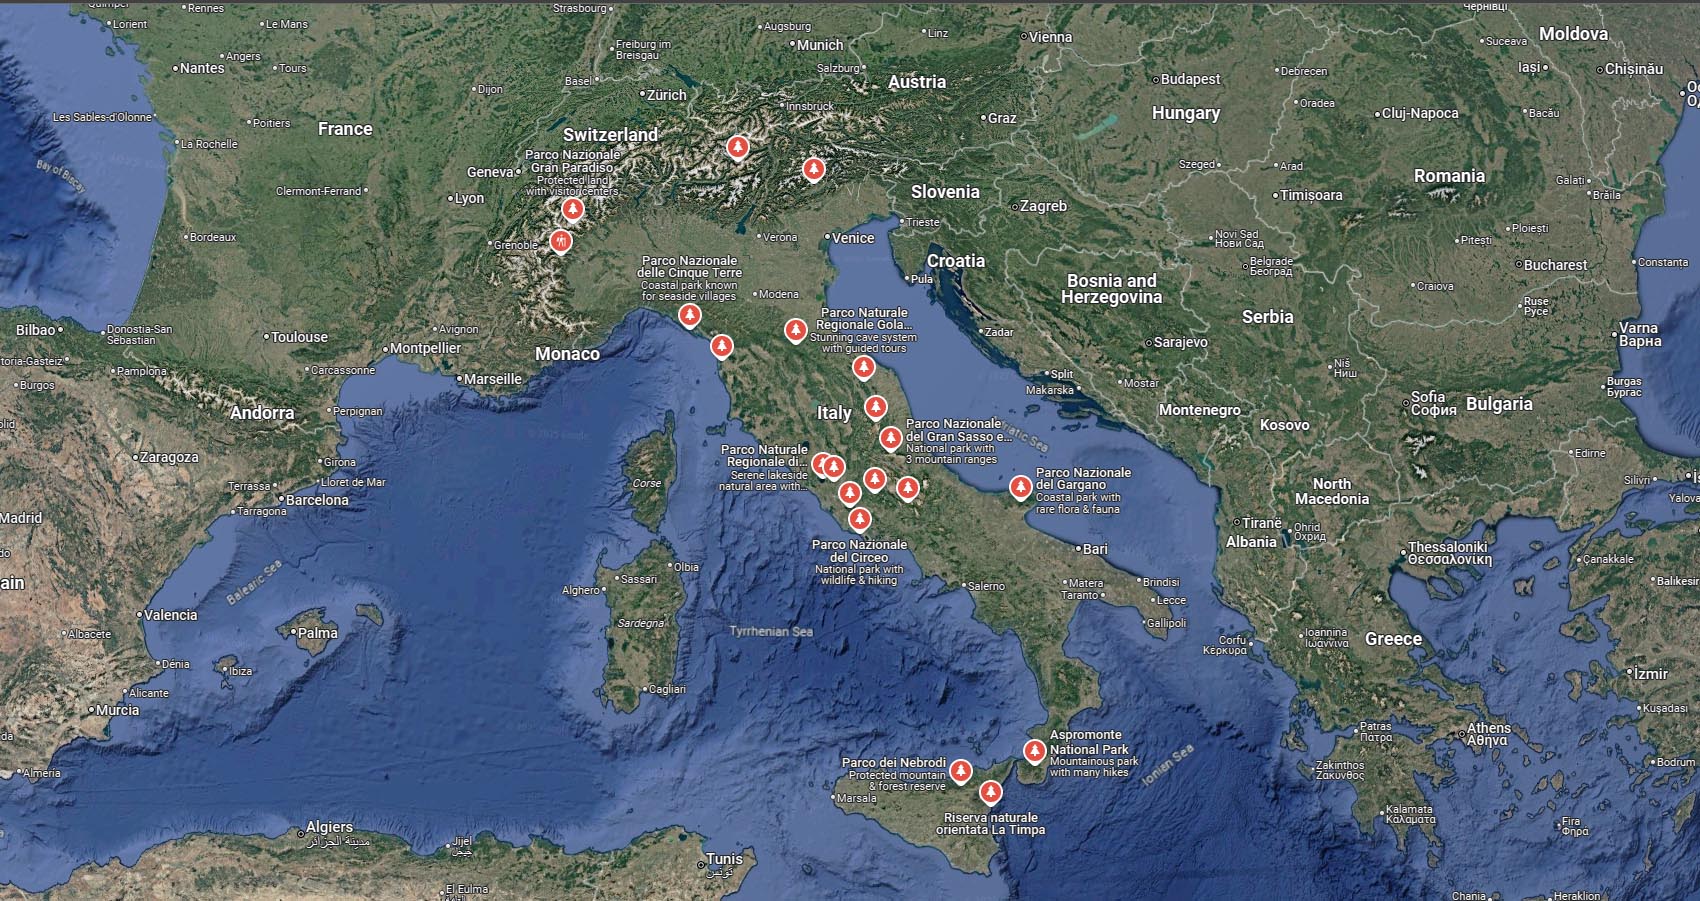 Quimper
Rennes
Le Mans
Strasbourg
Augsburg
Linz
Vienna
Чернівці
Moldova
Lorient
Angers
Freiburg im
Breisgau
Munich
Salzburg
Suceava
Iași
Chișinău
Nantes
Tours
Basel
Austria
Budapest
Debrecen
Dijon
Zürich
Innsbruck
Oradea
Les Sables-d'Olonne
Poitiers
France
Switzerland
Graz
Hungary
Cluj-Napoca
Bacău
La Rochelle
Parco Nazionale
Gran Paradiso
Protected land
with visitor centers
Geneva
Szeged
Arad
Romania
Galați
Bay of Biscay
Clermont-Ferrand
Lyon
Slovenia
Zagreb
Timișoara
Brăila
Bordeaux
Grenoble
Verona
Venice
Trieste
Novi Sad
Нови Сад
Ploiești
Pitești
Parco Nazionale
delle Cinque Terre
Coastal park known
for seaside villages
Croatia
Pula
Belgrade
Београд
Bucharest
Constanța
Modena
Bosnia and
Herzegovina
Craiova
Bilbao
Donostia-San
Sebastián
Toulouse
Avignon
Montpellier
Monaco
Parco Naturale
Regionale Gola...
Stunning cave system
with guided tours
Zadar
Sarajevo
Serbia
Ruse
Русе
Varna
Варна
toria-Gasteiz
Pamplona
Carcassonne
Marseille
Split
Makarska
Mostar
Niš
Ниш
Burgos
Andorra
Perpignan
Italy
Montenegro
Kosovo
Sofia
София
Bulgaria
Burgas
Бургас
Parco Nazionale
del Gran Sasso e...
National park with
3 mountain ranges
Adriatic Sea
Zaragoza
Girona
Lloret de Mar
Terrassa
Barcelona
Tarragona
Corse
Parco Naturale
Regionale di...
Serene lakeside
natural area with...
Parco Nazionale
del Gargano
Coastal park with
rare flora & fauna
North
Macedonia
Edirne
Silivri
Yalova
Madrid
Parco Nazionale
del Circeo
National park with
wildlife & hiking
Bari
Tiranë
Albania
Ohrid
Охрид
Thessaloniki
Θεσσαλονίκη
Çanakkale
Balıkesir
ain
Balearic Sea
Olbia
Sassari
Alghero
Salerno
Matera
Taranto
Brindisi
Lecce
Gallipoli
Valencia
Albacete
Palma
Sardegna
Tyrrhenian Sea
Corfu
Κέρκυρα
Ioannina
Ιωάννινα
Greece
Dénia
Ibiza
Alicante
Murcia
Cagliari
İzmir
Kuşadası
Aspromonte
National Park
Mountainous park
with many hikes
Ionian Sea
Patras
Πάτρα
Athens
Αθήνα
Almería
Parco dei Nebrodi
Protected mountain
& forest reserve
Marsala
Zakinthos
Ζάκυνθος
Bodrum
Riserva naturale
orientata La Timpa
Kalamata
Καλαμάτα
Fira
Φηρά
Algiers
مدينة الجزائر
Jijel
جيجل
Tunis
تونس
El Eulma
Chania
Heraklion